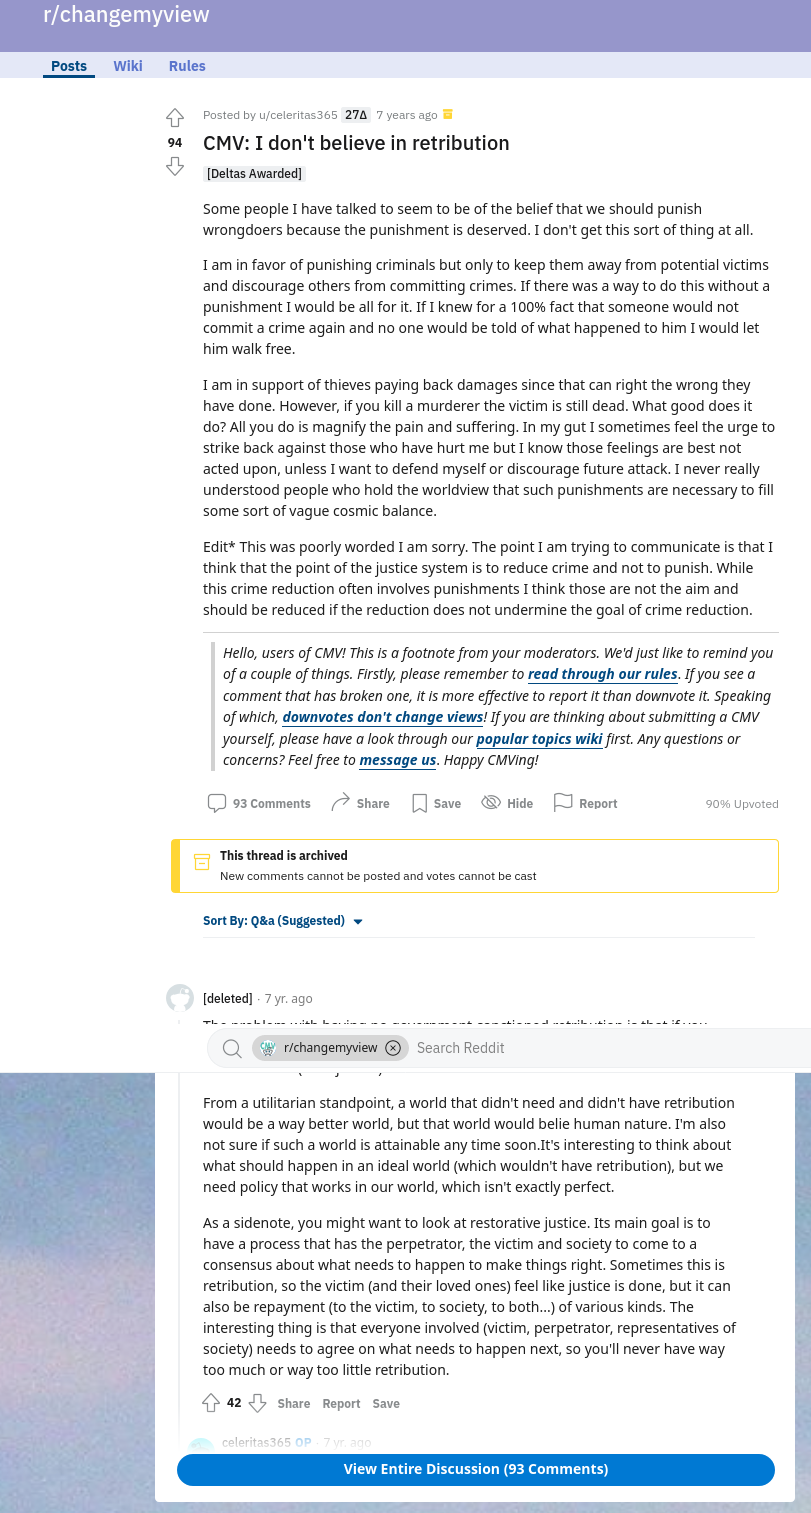 r/changemyview
Posts Wiki Rules
Posted by u/celeritas365 27Δ 7 years ago
94
CMV: I don't believe in retribution
[Deltas Awarded]
Some people I have talked to seem to be of the belief that we should punish
wrongdoers because the punishment is deserved. I don't get this sort of thing at all.
I am in favor of punishing criminals but only to keep them away from potential victims
and discourage others from committing crimes. If there was a way to do this without a
punishment I would be all for it. If I knew for a 100% fact that someone would not
commit a crime again and no one would be told of what happened to him I would let
him walk free.
I am in support of thieves paying back damages since that can right the wrong they
have done. However, if you kill a murderer the victim is still dead. What good does it
do? All you do is magnify the pain and suffering. In my gut I sometimes feel the urge to
strike back against those who have hurt me but I know those feelings are best not
acted upon, unless I want to defend myself or discourage future attack. I never really
understood people who hold the worldview that such punishments are necessary to fill
some sort of vague cosmic balance.
Edit* This was poorly worded I am sorry. The point I am trying to communicate is that I
think that the point of the justice system is to reduce crime and not to punish. While
this crime reduction often involves punishments I think those are not the aim and
should be reduced if the reduction does not undermine the goal of crime reduction.
Hello, users of CMV! This is a footnote from your moderators. We'd just like to remind you
of a couple of things. Firstly, please remember to read through our rules. If you see a
comment that has broken one, it is more effective to report it than downvote it. Speaking
of which, downvotes don't change views! If you are thinking about submitting a CMV
yourself, please have a look through our popular topics wiki first. Any questions or
concerns? Feel free to message us. Happy CMVing!
93 Comments Share Save Hide Report 90% Upvoted
This thread is archived
New comments cannot be posted and votes cannot be cast
Sort By: Q&a (Suggested)
[deleted] · 7 yr. ago
The problem with having no government sanctioned retribution is that if you
r/changemyview Search Reddit
From a utilitarian standpoint, a world that didn't need and didn't have retribution
would be a way better world, but that world would belie human nature. I'm also
not sure if such a world is attainable any time soon.It's interesting to think about
what should happen in an ideal world (which wouldn't have retribution), but we
need policy that works in our world, which isn't exactly perfect.
As a sidenote, you might want to look at restorative justice. Its main goal is to
have a process that has the perpetrator, the victim and society to come to a
consensus about what needs to happen to make things right. Sometimes this is
retribution, so the victim (and their loved ones) feel like justice is done, but it can
also be repayment (to the victim, to society, to both...) of various kinds. The
interesting thing is that everyone involved (victim, perpetrator, representatives of
society) needs to agree on what needs to happen next, so you'll never have way
too much or way too little retribution.
42 Share Report Save
celeritas365 OP · 7 yr. ago
View Entire Discussion (93 Comments)